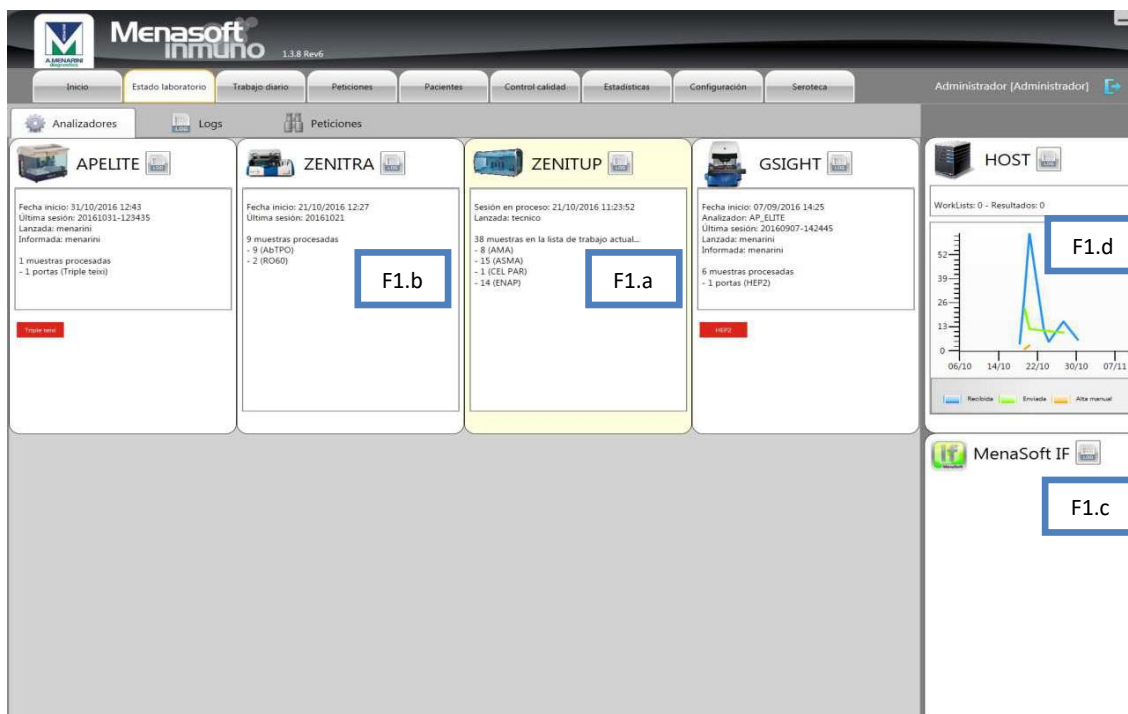 A.MENARINI
diagnostics
Menasoft
inmuno 1.3.8 Rev6
Inicio
Estado laboratorio
Trabajo diario
Peticiones
Pacientes
Control calidad
Estadísticas
Configuración
Seroteca
Administrador [Administrador]
Analizadores
Logs
Peticiones
APELITE
Fecha inicio: 31/10/2016 12:43
Última sesión: 20161031-123435
Lanzada: menarini
Informada: menarini
1 muestras procesadas
- 1 portas (Triple teixi)
Triple teixi
ZENITRA
Fecha inicio: 21/10/2016 12:27
Última sesión: 20161021
9 muestras procesadas
- 9 (AbTPO)
- 2 (RO60)
F1.b
ZENITUP
Sesión en proceso: 21/10/2016 11:23:52
Lanzada: tecnico
38 muestras en la lista de trabajo actual...
- 8 (AMA)
- 15 (ASMA)
- 1 (CEL PAR)
- 14 (ENAP)
F1.a
GSIGHT
Fecha inicio: 07/09/2016 14:25
Analizador: AP_ELITE
Última sesión: 20160907-142445
Lanzada: menarini
Informada: menarini
6 muestras procesadas
- 1 portas (HEP2)
HEP2
HOST
WorkLists: 0 - Resultados: 0
F1.d
52
39
26
13
0
06/10 14/10 22/10 30/10 07/11
Recibida Enviada Alta manual
MenaSoft IF
F1.c